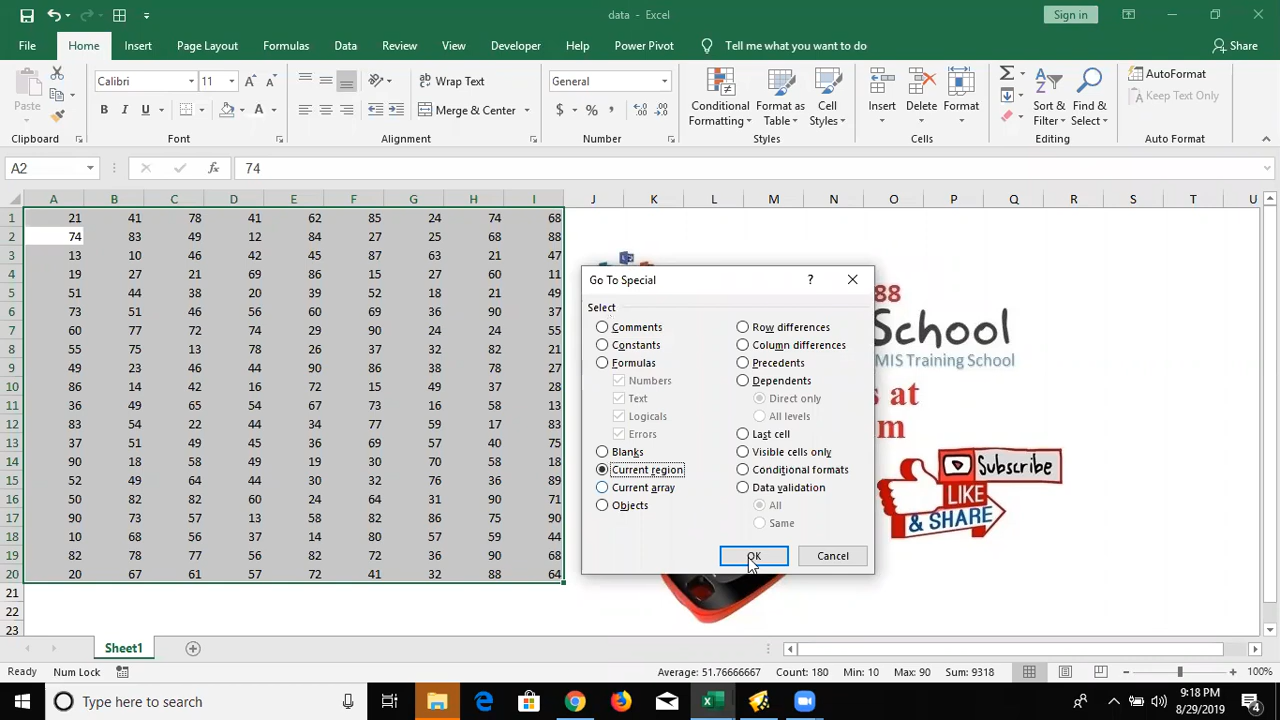 data - Excel
Sign in
File Home Insert Page Layout Formulas Data Review View Developer Help Power Pivot Tell me what you want to do Share
Paste
Clipboard
Calibri 11
B I U
Font
Wrap Text
Merge & Center
Alignment
General
$ % ,
Number
Conditional Formatting
Format as Table
Cell Styles
Styles
Insert Delete Format
Cells
Sort & Filter
Find & Select
Editing
AutoFormat
Keep Text Only
Auto Format
A2 fx 74
A B C D E F G H I J K L M N O P Q R S T U
1 21 41 78 41 62 85 24 74 68
2 74 83 49 12 84 27 25 68 88
3 13 10 46 42 45 87 63 21 47
4 19 27 21 69 86 15 27 60 11
5 51 44 38 20 39 52 18 21 49
6 73 51 46 56 60 69 36 90 37
7 60 77 72 74 29 90 24 24 55
8 55 75 13 78 26 37 32 82 21
9 49 23 46 44 90 86 38 78 27
10 86 14 42 16 72 15 49 37 28
11 36 49 65 54 67 73 16 58 13
12 83 54 22 44 34 77 59 17 83
13 37 51 49 45 36 69 57 40 75
14 90 18 58 49 19 30 70 58 18
15 52 49 64 44 30 32 76 36 89
16 50 82 82 60 24 64 31 90 71
17 90 73 57 13 58 82 86 75 90
18 10 68 56 37 14 80 57 59 44
19 82 78 77 56 82 72 36 90 68
20 20 67 61 57 72 41 32 88 64
21
22
23
Go To Special ?
Select
Comments
Constants
Formulas
Numbers
Text
Logicals
Errors
Blanks
Current region
Current array
Objects
Row differences
Column differences
Precedents
Dependents
Direct only
All levels
Last cell
Visible cells only
Conditional formats
Data validation
All
Same
OK Cancel
88
School
MIS Training School
s at
m
Subscribe
LIKE
& SHARE
Sheet1
Ready Num Lock Average: 51.76666667 Count: 180 Min: 10 Max: 90 Sum: 9318 100%
Type here to search
9:18 PM
8/29/2019
4